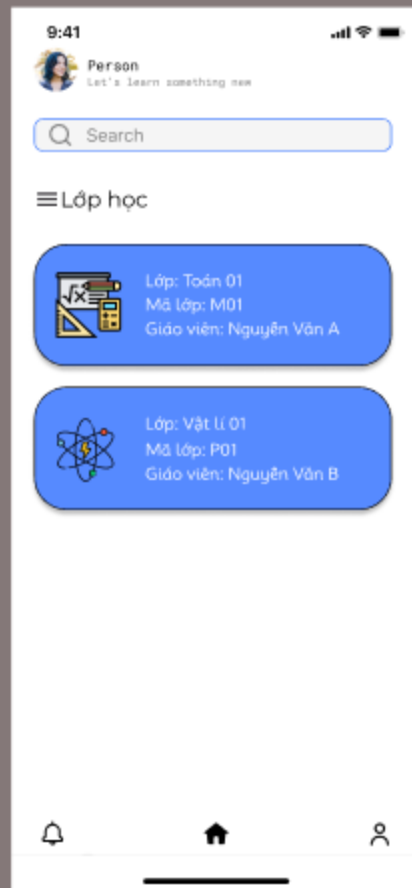 9:41
Person
Let's learn something new
Search
Lớp học
√x
Lớp: Toán 01
Mã lớp: M01
Giáo viên: Nguyễn Văn A
Lớp: Vật lí 01
Mã lớp: P01
Giáo viên: Nguyễn Văn B